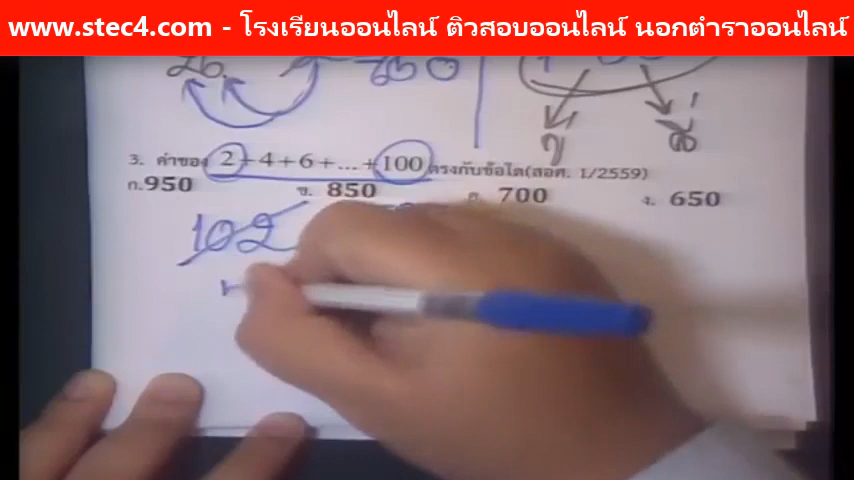 www.stec4.com - โรงเรียนออนไลน์ ติวสอบออนไลน์ นอกตำราออนไลน์
ขี่ สี่
3. ค่าของ 2+4+6+...+100 ตรงกับข้อใด(สอศ. 1/2559)
ก.950 ข. 850 ค. 700 ง. 650
102